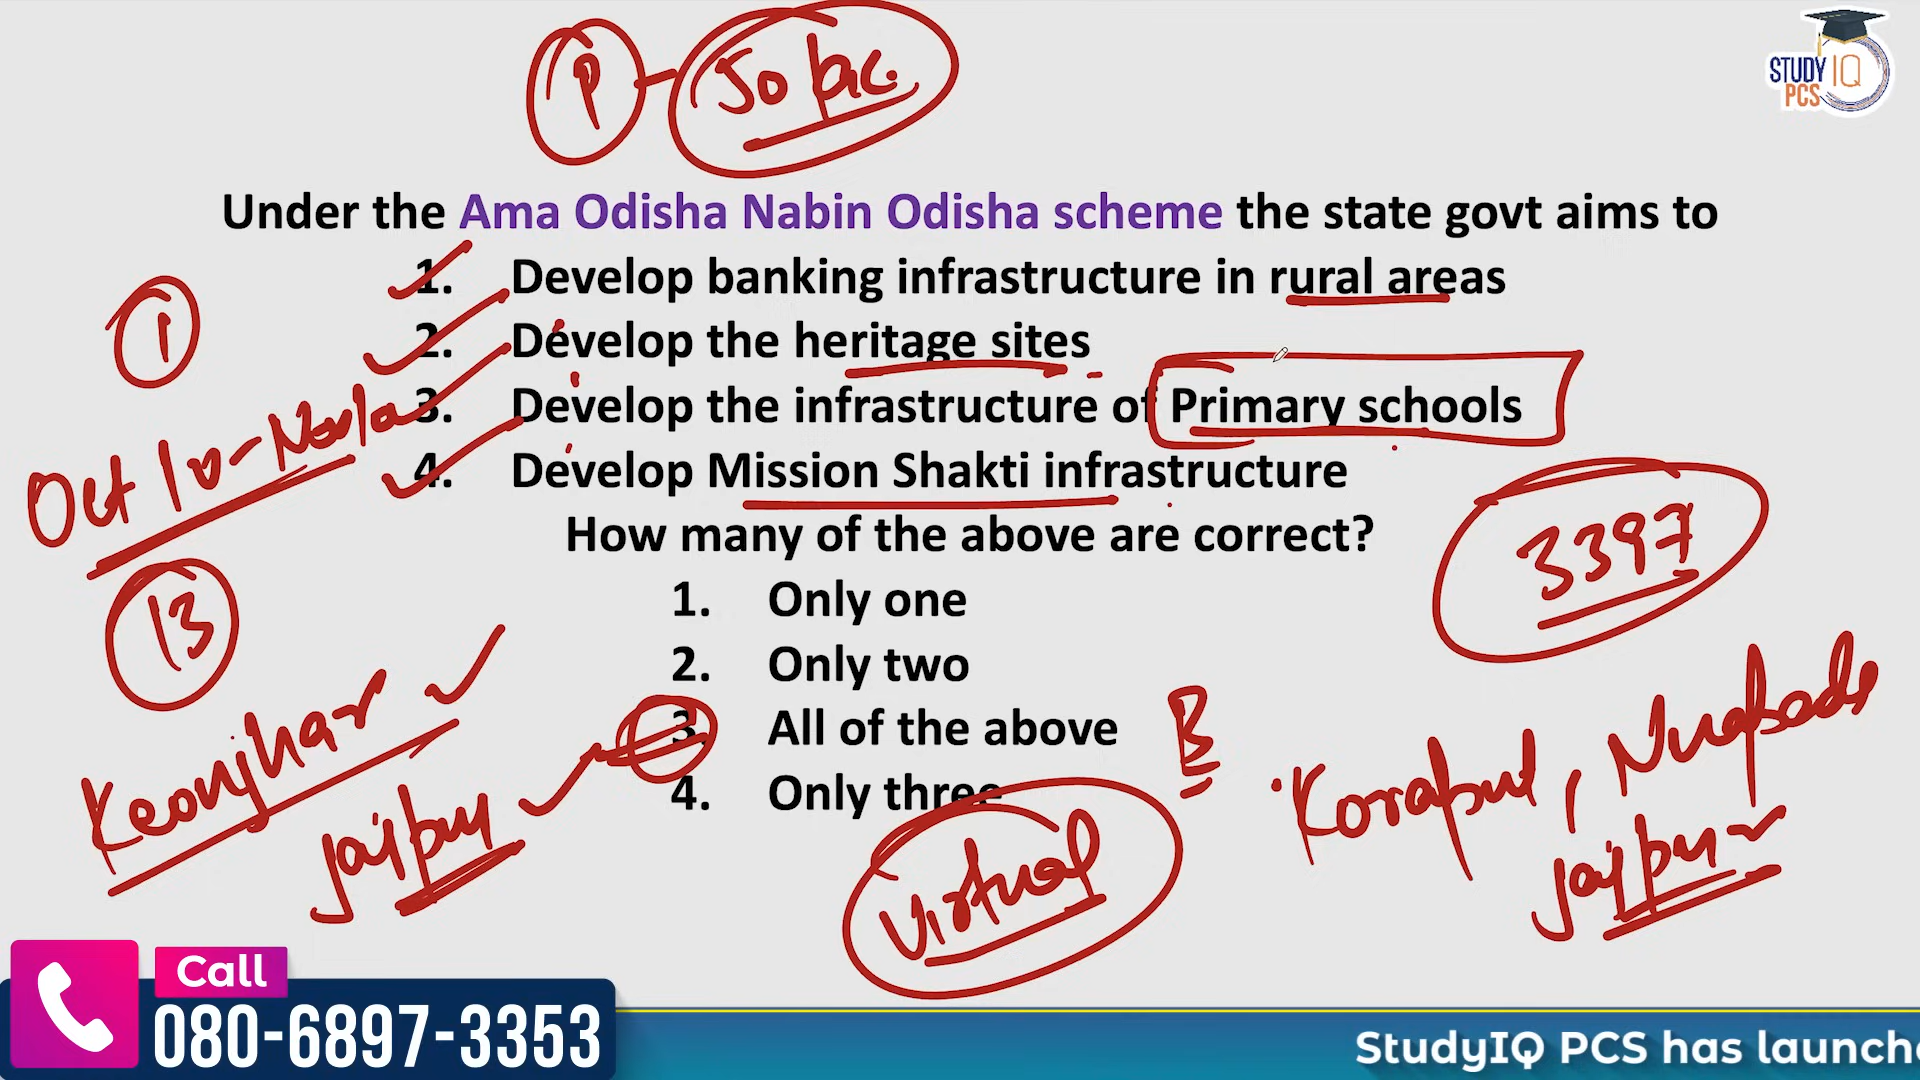 P - 50 lac.
STUDY IQ
PCS
Under the Ama Odisha Nabin Odisha scheme the state govt aims to
1. Develop banking infrastructure in rural areas
2. Develop the heritage sites
3. Develop the infrastructure of Primary schools
4. Develop Mission Shakti infrastructure
How many of the above are correct?
1. Only one
2. Only two
3. All of the above
4. Only three
1
Oct 10-Nov
13
Keonjhar
Jajpur
3397
B
Virtual
Koraput, Nuapada
Jajpur
Call
080-6897-3353
StudyIQ PCS has launch